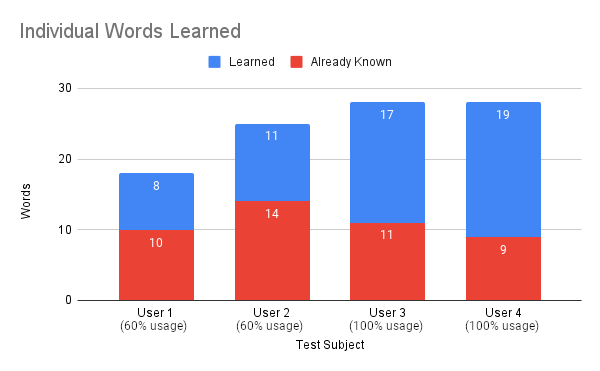 Individual Words Learned
Learned Already Known
30
20
10
0
Words
8
10
11
14
17
11
19
9
User 1
(60% usage)
User 2
(60% usage)
User 3
(100% usage)
User 4
(100% usage)
Test Subject